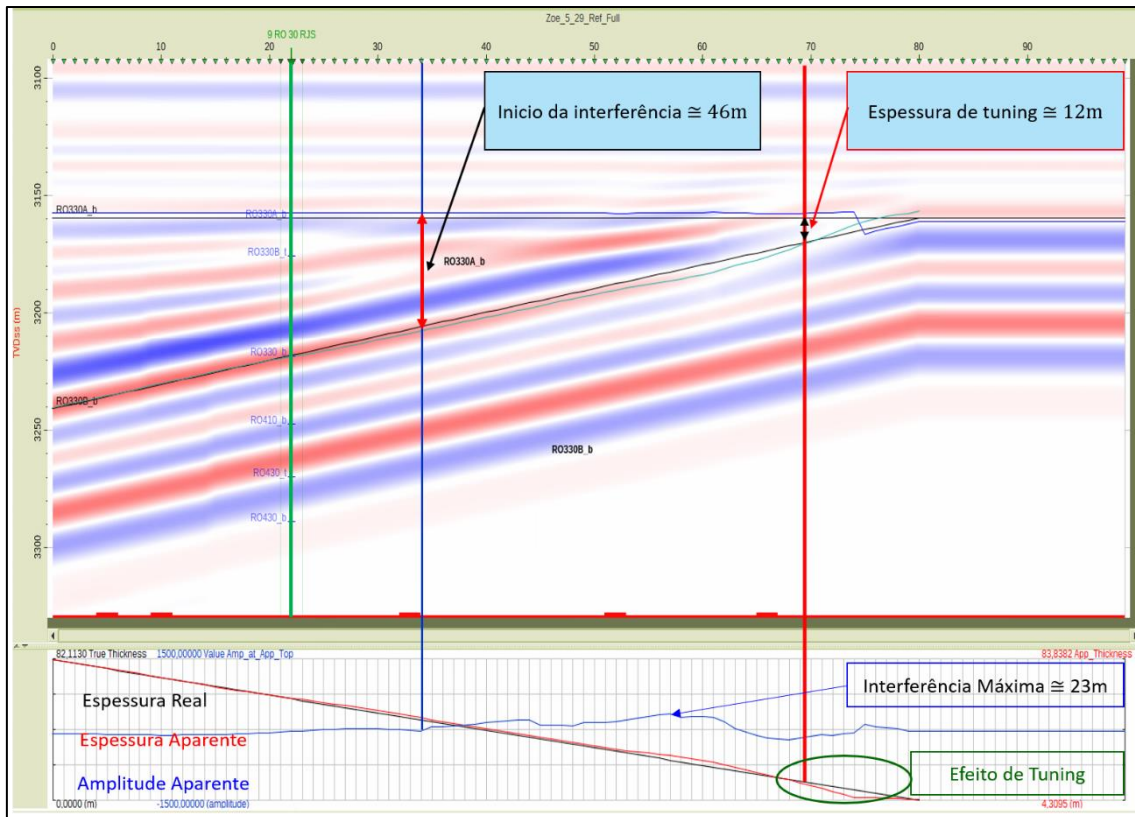 Zoe_5_29_Ref_Full
9 RO 30 RJS
0 10 20 30 40 50 60 70 80 90
TVDss (m)
3100
3150
3200
3250
3300
Inicio da interferência ≅ 46m
Espessura de tuning ≅ 12m
RO330A_b
RO330A_b
RO330B_t
RO330A_b
RO330_b
RO330B_b
RO410_b
RO430_t
RO330B_b
RO430_b
82,1130 True Thickness 1500,00000 Value Amp_at_App_Top 83,8382 App_Thickness
Espessura Real
Interferência Máxima ≅ 23m
Espessura Aparente
Amplitude Aparente
Efeito de Tuning
0,0000 (m) -1500,00000 (amplitude) 4,3095 (m)